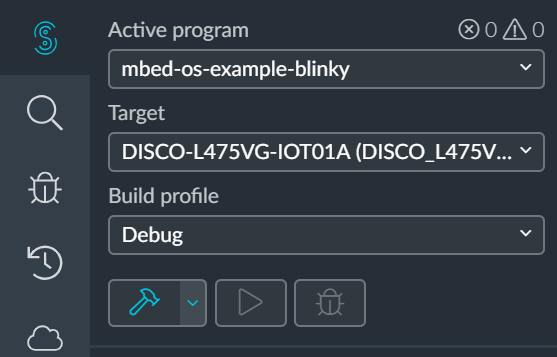 Active program
0 0
mbed-os-example-blinky
Target
DISCO-L475VG-IOT01A (DISCO_L475V...
Build profile
Debug